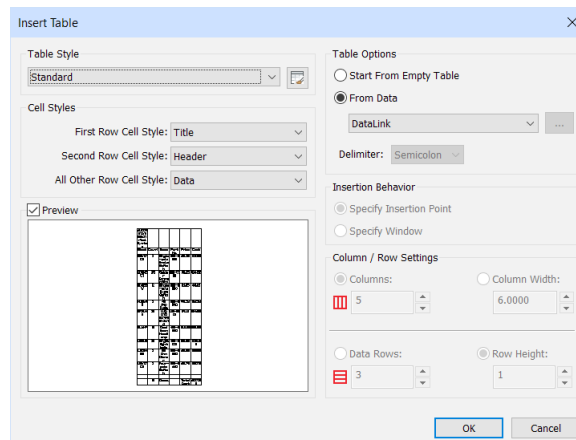 Insert Table
Table Style
Standard
Cell Styles
First Row Cell Style: Title
Second Row Cell Style: Header
All Other Row Cell Style: Data
Preview
Table Options
Start From Empty Table
From Data
DataLink
...
Delimiter: Semicolon
Insertion Behavior
Specify Insertion Point
Specify Window
Column / Row Settings
Columns: Column Width:
5 6.0000
Data Rows: Row Height:
3 1
OK Cancel